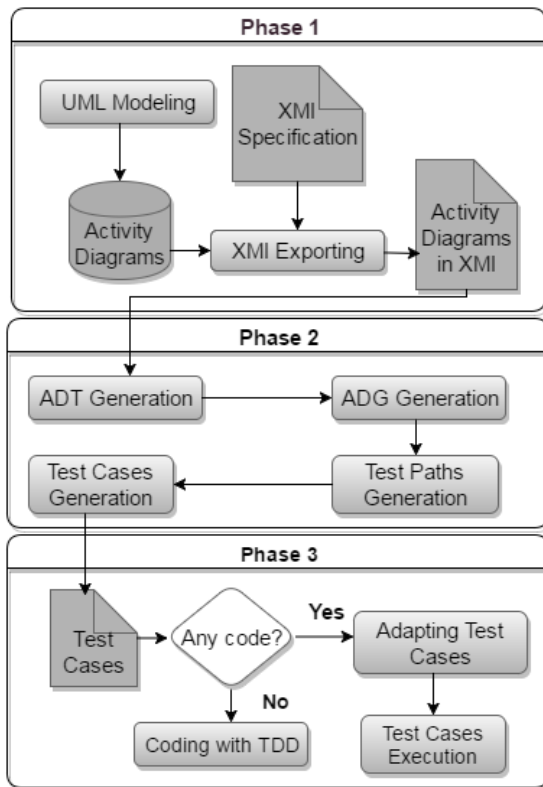 Phase 1
UML Modeling
XMI
Specification
Activity
Diagrams
XMI Exporting
Activity
Diagrams
in XMI
Phase 2
ADT Generation
ADG Generation
Test Cases
Generation
Test Paths
Generation
Phase 3
Test
Cases
Any code?
Yes
Adapting Test
Cases
No
Coding with TDD
Test Cases
Execution